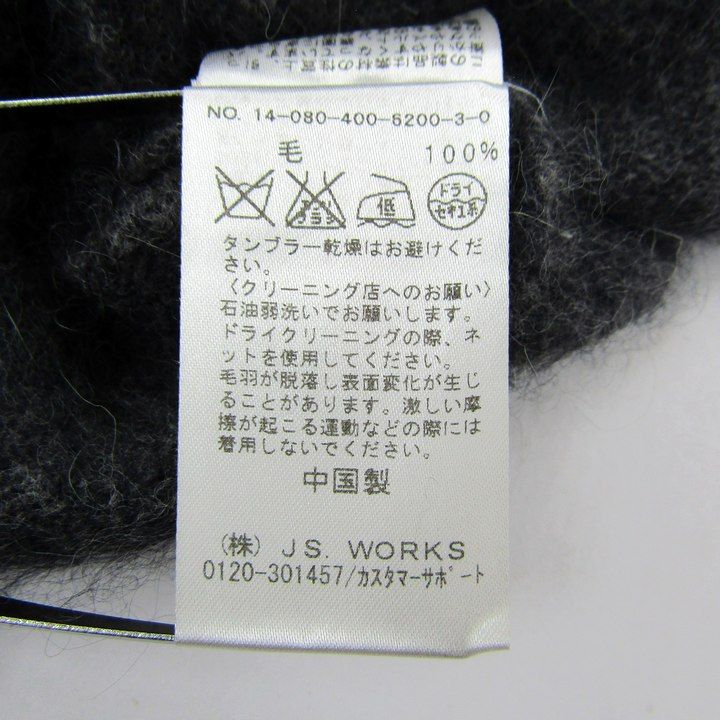 NO. 14-080-400-5200-3-0
毛 100%
エンソ サラシ 低 ドライ セキユ系
タンブラー乾燥はお避けくだ
さい。
〈クリーニング店へのお願い〉
石油弱洗いでお願いします。
ドライクリーニングの際、ネ
ットを使用してください。
毛羽が脱落し表面変化が生じ
ることがあります。激しい摩
擦が起こる運動などの際には
着用しないでください。
中国製
(株) J.S. WORKS
0120-301457/カスタマーサポート